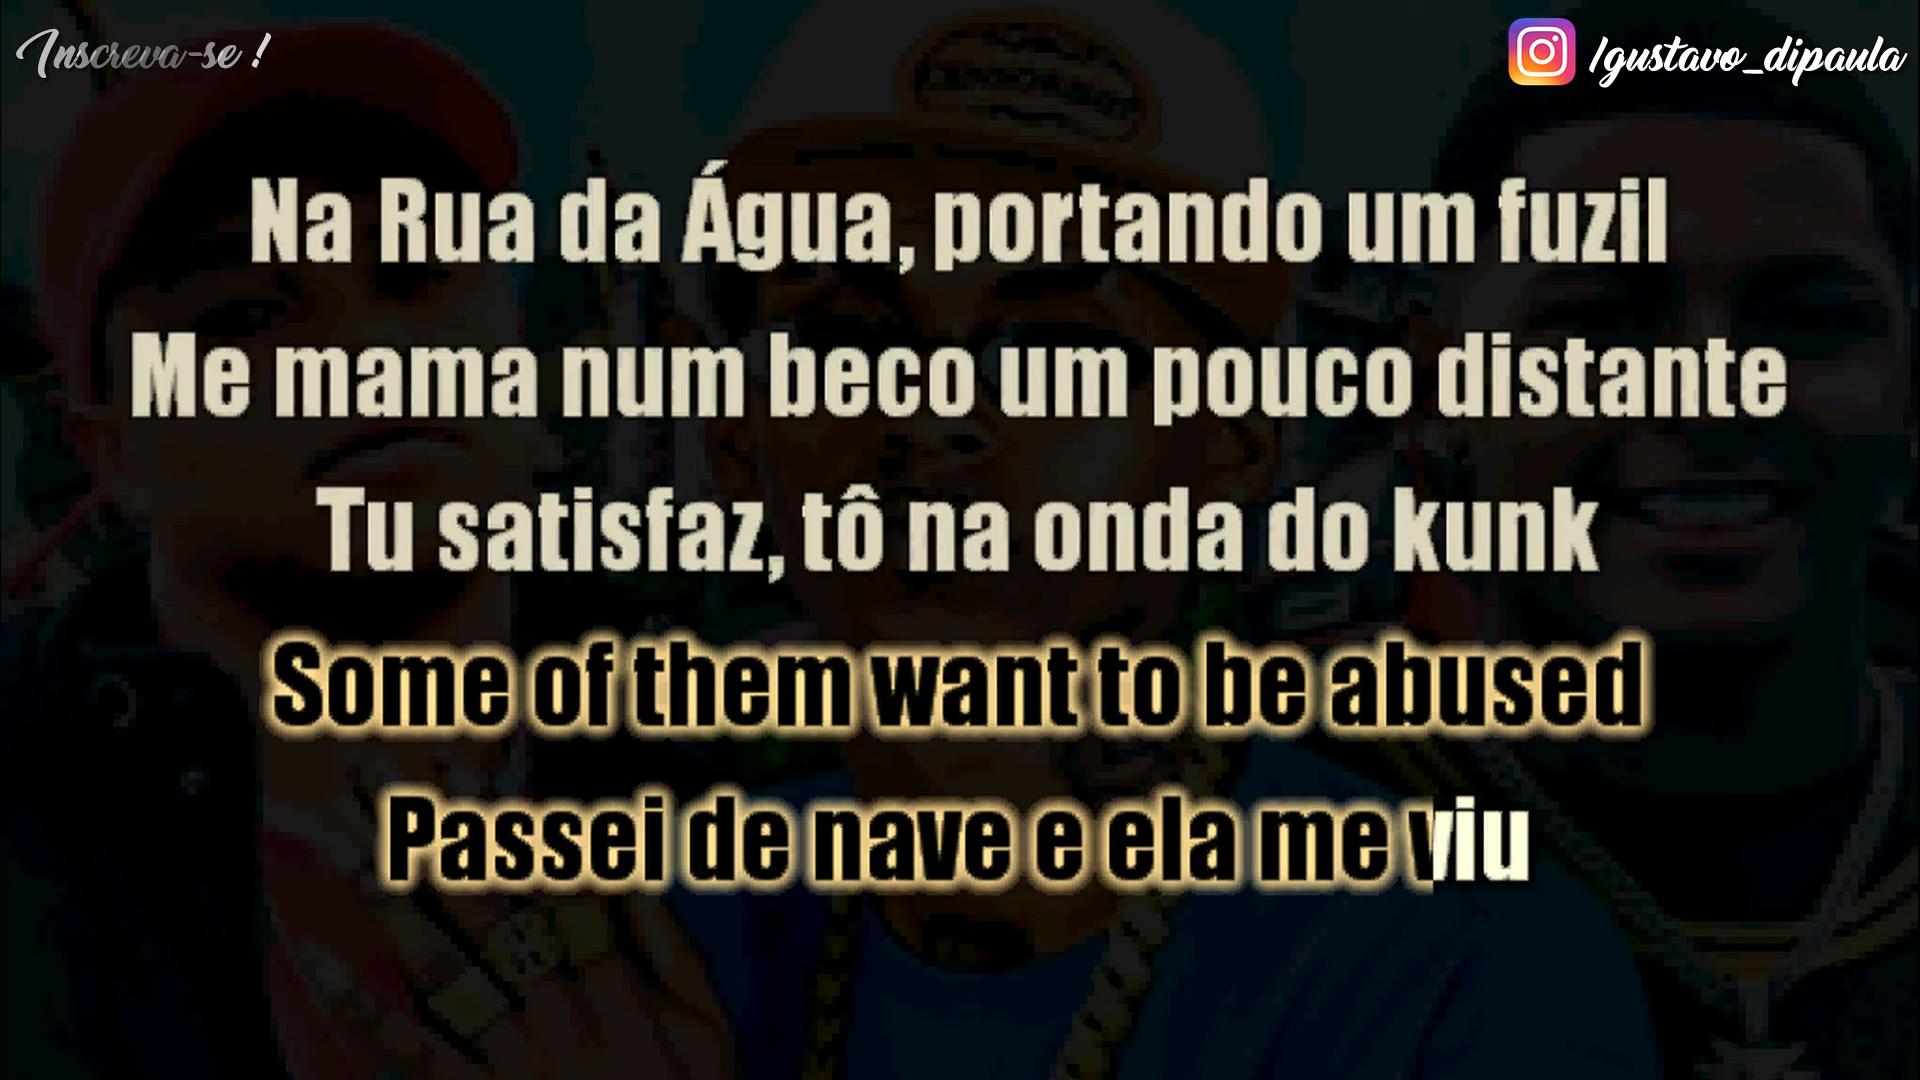 Inscreva-se !
/gustavo_dipaula
Na Rua da Água, portando um fuzil
Me mama num beco um pouco distante
Tu satisfaz, tô na onda do kunk
Some of them want to be abused
Passei de nave e ela me viu